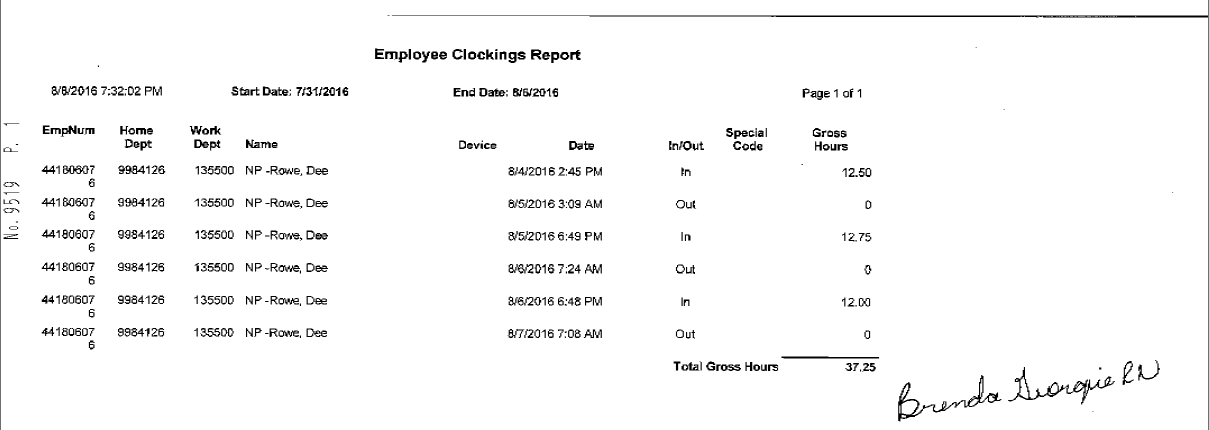 Employee Clockings Report
8/8/2016 7:32:02 PM Start Date: 7/31/2016 End Date: 8/6/2016 Page 1 of 1
EmpNum Home Dept Work Dept Name Device Date In/Out Special Code Gross Hours
441806076 9984126 135500 NP -Rowe, Dee 8/4/2016 2:45 PM In 12.50
441806076 9984126 135500 NP -Rowe, Dee 8/5/2016 3:09 AM Out 0
441806076 9984126 135500 NP -Rowe, Dee 8/5/2016 6:49 PM In 12.75
441806076 9984126 135500 NP -Rowe, Dee 8/6/2016 7:24 AM Out 0
441806076 9984126 135500 NP -Rowe, Dee 8/6/2016 6:48 PM In 12.00
441806076 9984126 135500 NP -Rowe, Dee 8/7/2016 7:08 AM Out 0
Total Gross Hours 37.25
Brenda RN
No. 9519 P. 1